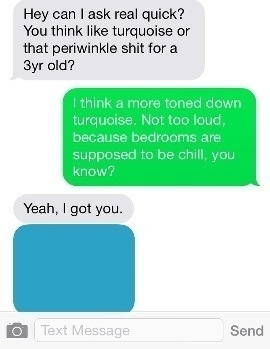 Hey can I ask real quick?
You think like turquoise or
that periwinkle shit for a
3yr old?
I think a more toned down
turquoise. Not too loud,
because bedrooms are
supposed to be chill, you
know?
Yeah, I got you.
Text Message
Send